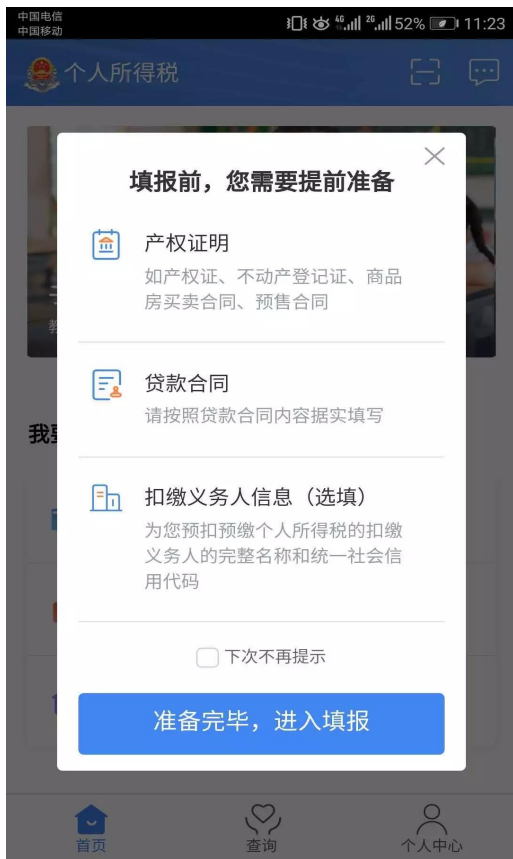 中国电信
中国移动
4G 2G 52% 11:23
个人所得税
填报前，您需要提前准备
产权证明
如产权证、不动产登记证、商品
房买卖合同、预售合同
贷款合同
请按照贷款合同内容据实填写
我要
扣缴义务人信息（选填）
为您预扣预缴个人所得税的扣缴
义务人的完整名称和统一社会信
用代码
下次不再提示
准备完毕，进入填报
首页
查询
个人中心